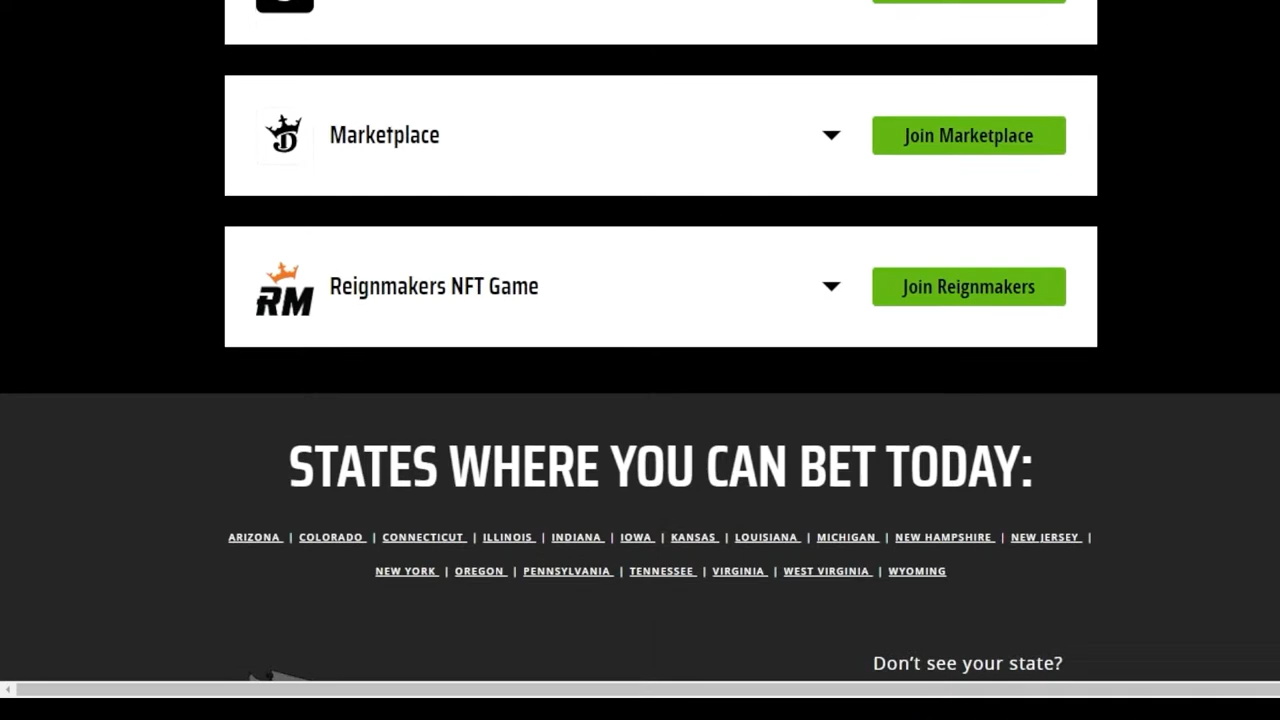 Marketplace
Join Marketplace
RM
Reignmakers NFT Game
Join Reignmakers
STATES WHERE YOU CAN BET TODAY:
ARIZONA | COLORADO | CONNECTICUT | ILLINOIS | INDIANA | IOWA | KANSAS | LOUISIANA | MICHIGAN | NEW HAMPSHIRE | NEW JERSEY |
NEW YORK | OREGON | PENNSYLVANIA | TENNESSEE | VIRGINIA | WEST VIRGINIA | WYOMING
Don’t see your state?